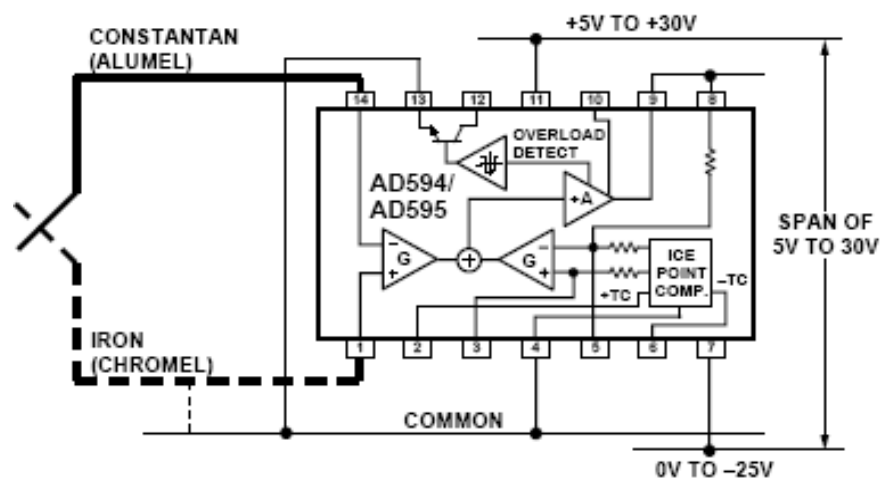 +5V TO +30V
CONSTANTAN
(ALUMEL)
14
13
12
11
10
9
8
OVERLOAD
DETECT
AD594/
AD595
+A
SPAN OF
5V TO 30V
–
G
+
+
G
–
+
ICE
POINT
COMP.
–TC
+TC
IRON
(CHROMEL)
1
2
3
4
5
6
7
COMMON
0V TO –25V